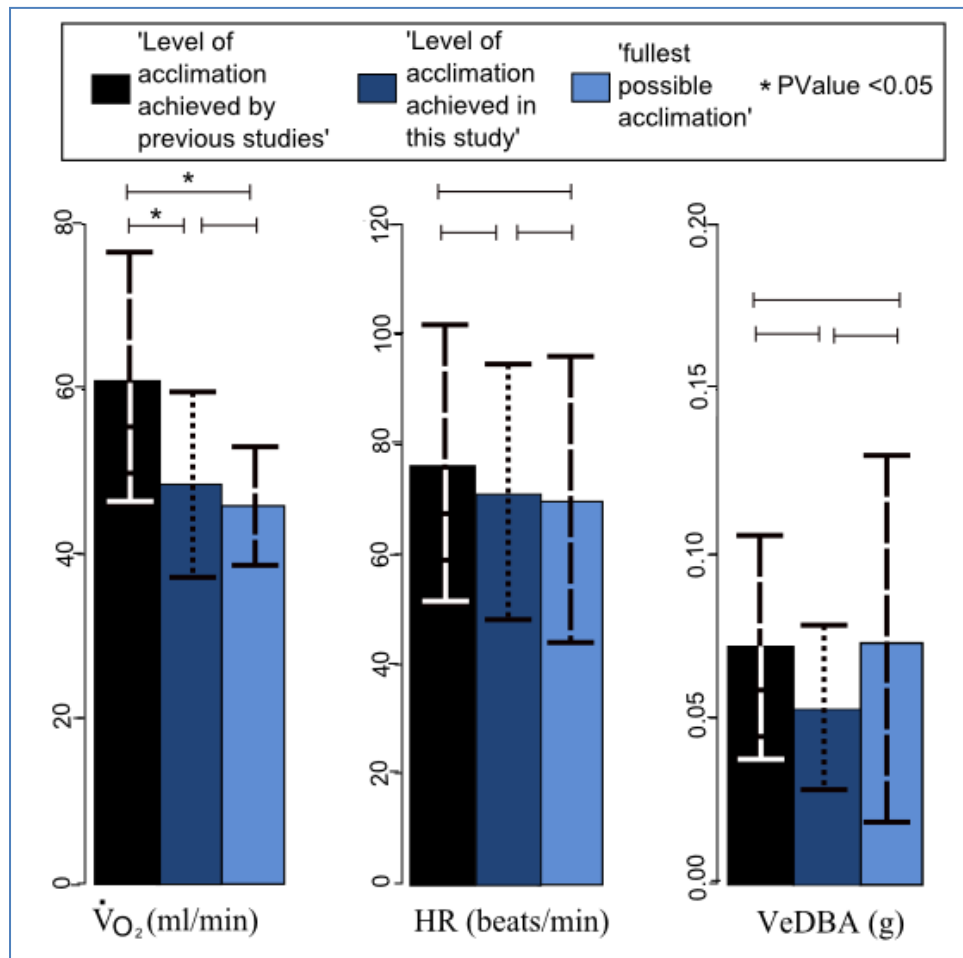 'Level of
acclimation
achieved by
previous studies'
'Level of
acclimation
achieved in
this study'
'fullest
possible
acclimation'
* PValue <0.05
*
*
80
60
40
20
0
V̇O₂ (ml/min)
120
100
80
60
40
20
0
HR (beats/min)
0.20
0.15
0.10
0.05
0.00
VeDBA (g)